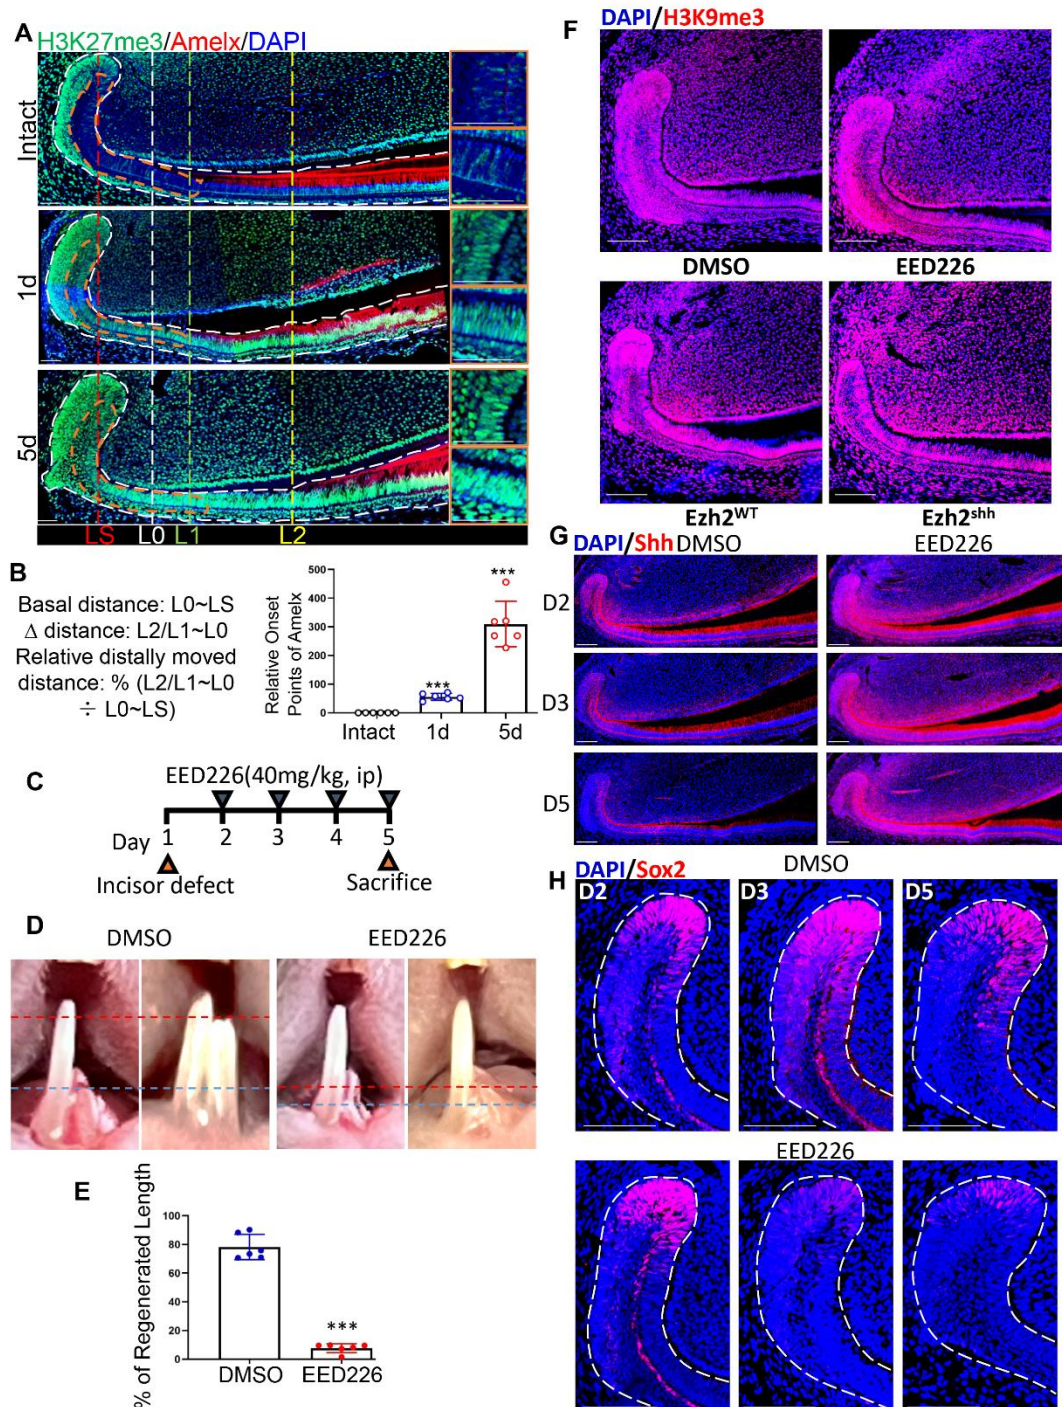 A
H3K27me3/Amelx/DAPI
Intact
1d
5d
LS L0 L1 L2
B
Basal distance: L0~LS
Δ distance: L2/L1~L0
Relative distally moved
distance: % (L2/L1~L0
÷ L0~LS)
Relative Onset
Points of Amelx
500
400
300
200
100
0
***
***
Intact 1d 5d
C
EED226(40mg/kg, ip)
Day 1 2 3 4 5
Incisor defect Sacrifice
D
DMSO EED226
E
% of Regenerated Length
100
80
60
40
20
0
***
DMSO EED226
F
DAPI/H3K9me3
DMSO EED226
Ezh2WT Ezh2shh
G
DAPI/Shh DMSO EED226
D2
D3
D5
H
DAPI/Sox2 DMSO
D2 D3 D5
EED226